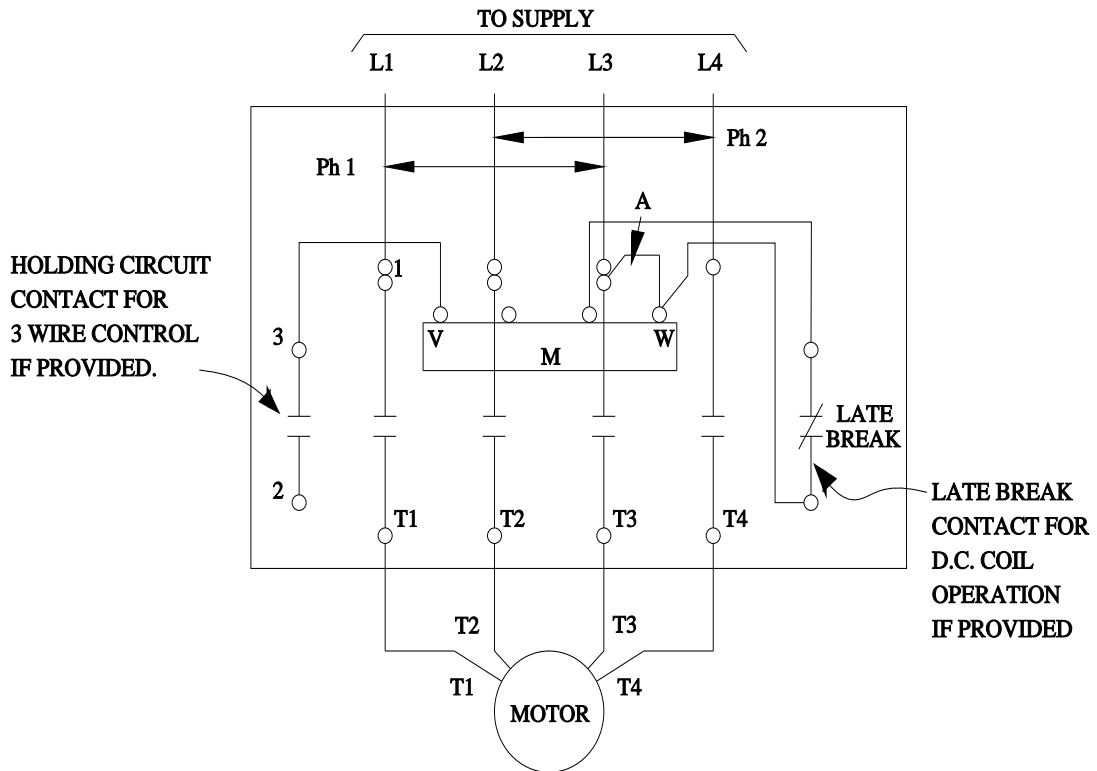 TO SUPPLY
L1 L2 L3 L4
Ph 2
Ph 1
A
HOLDING CIRCUIT
CONTACT FOR
3 WIRE CONTROL
IF PROVIDED.
1
3
V M W
LATE
BREAK
2
T1 T2 T3 T4
LATE BREAK
CONTACT FOR
D.C. COIL
OPERATION
IF PROVIDED
T2 T3
T1 T4
MOTOR